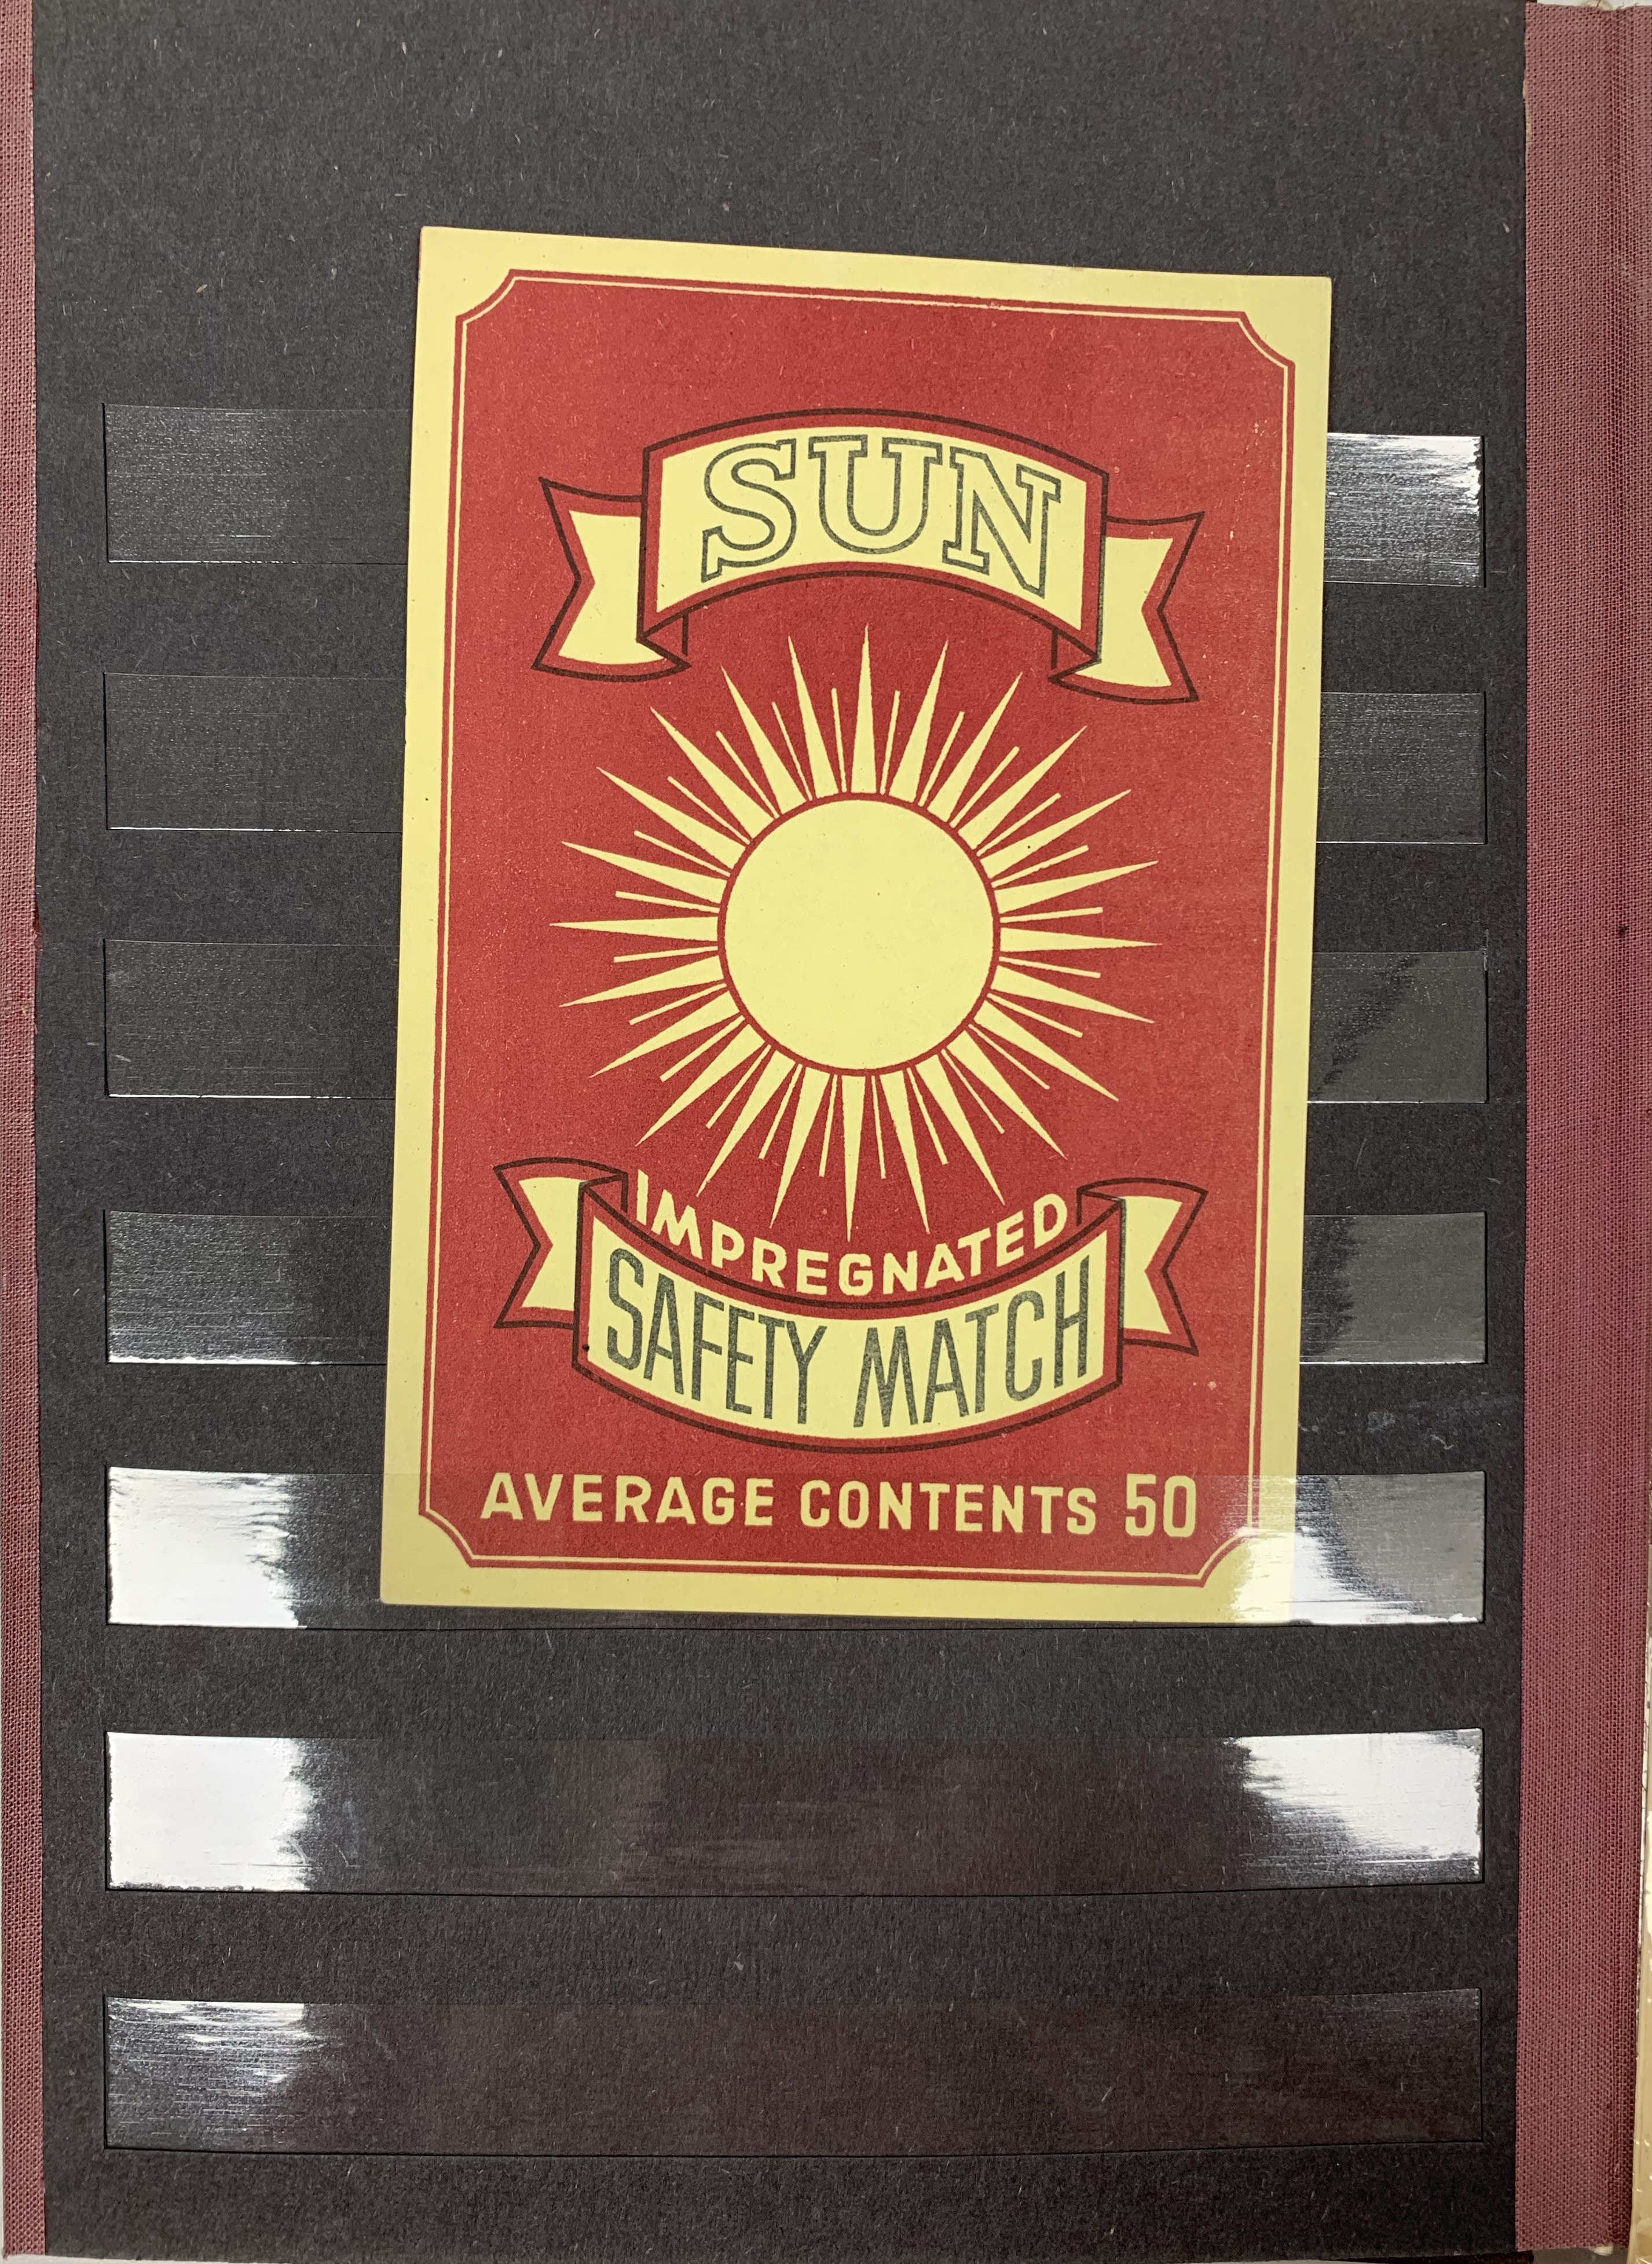 SUN
IMPREGNATED
SAFETY MATCH
AVERAGE CONTENTS 50